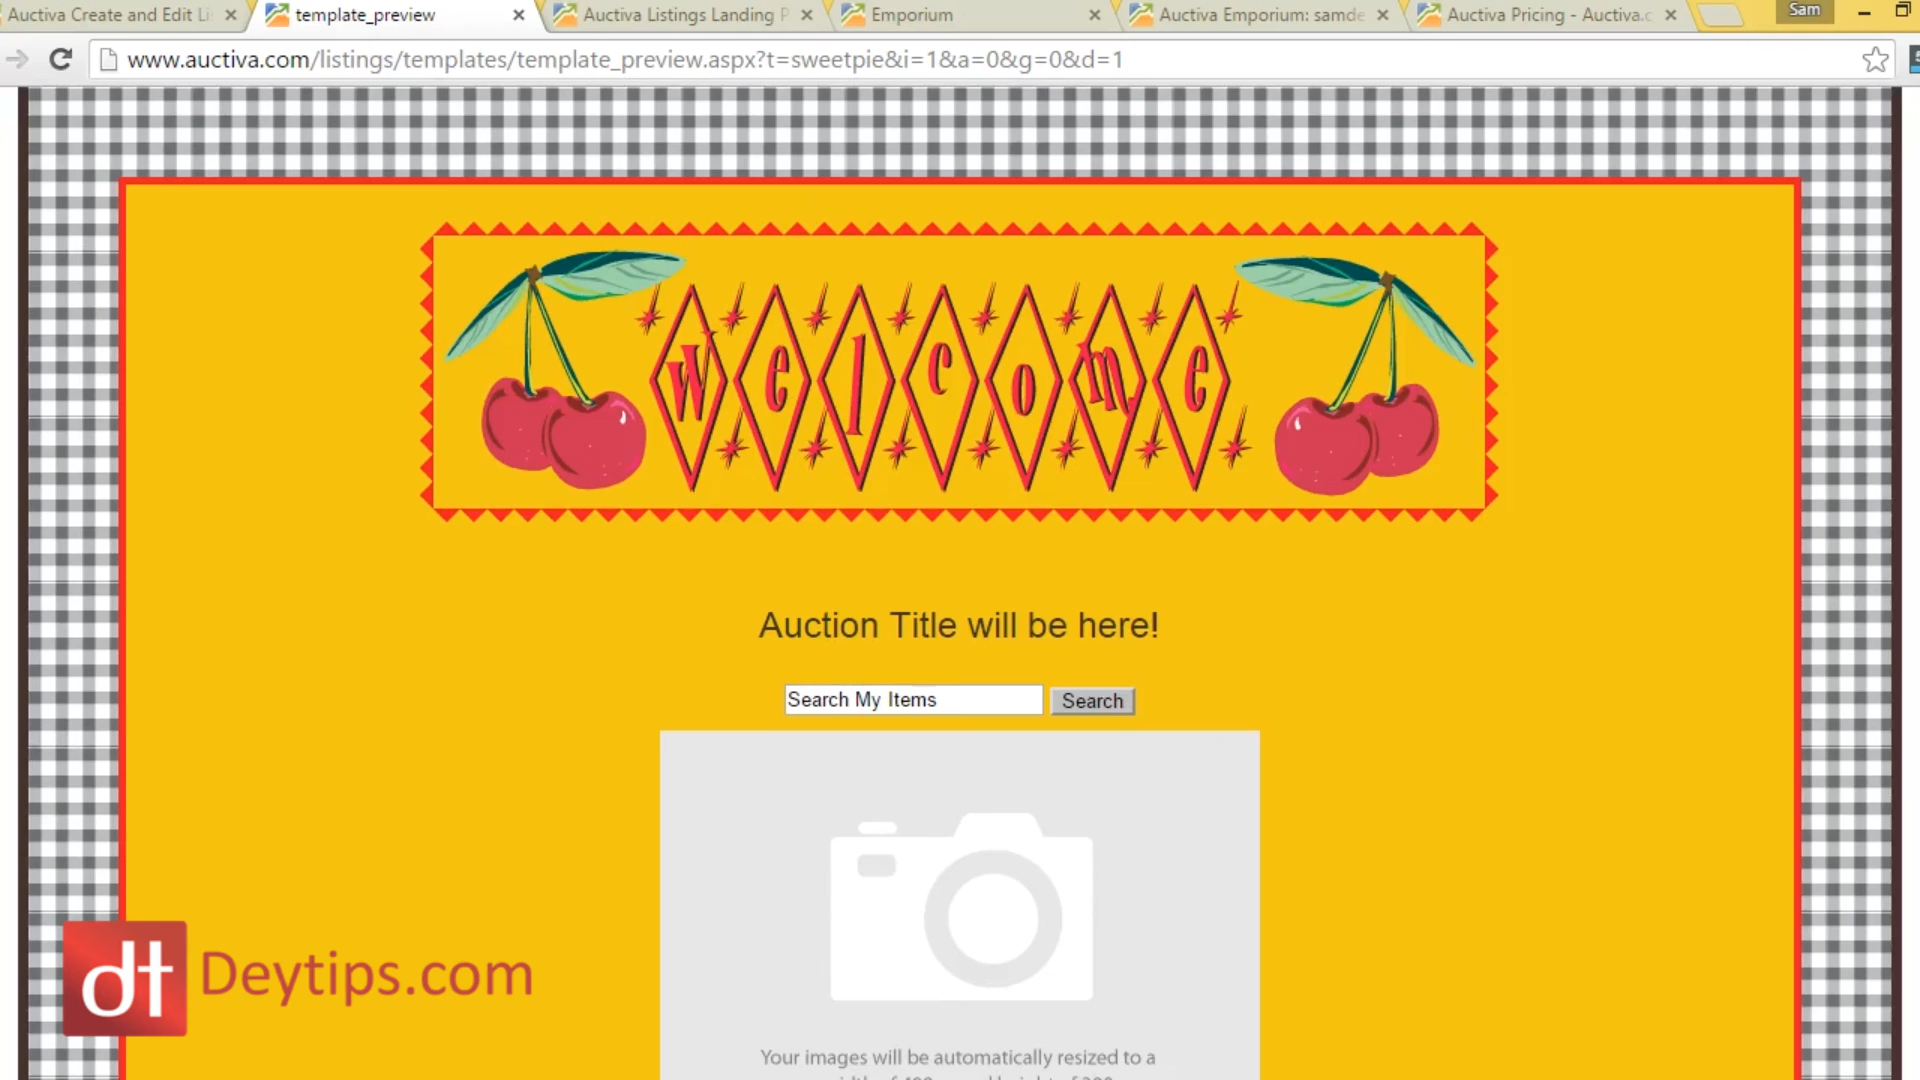 Auctiva Create and Edit Li
template_preview
Auctiva Listings Landing P
Emporium
Auctiva Emporium: samde
Auctiva Pricing - Auctiva.c
Sam
www.auctiva.com/listings/templates/template_preview.aspx?t=sweetpie&i=1&a=0&g=0&d=1
welcome
Auction Title will be here!
Search My Items
Search
dt Deytips.com
Your images will be automatically resized to a